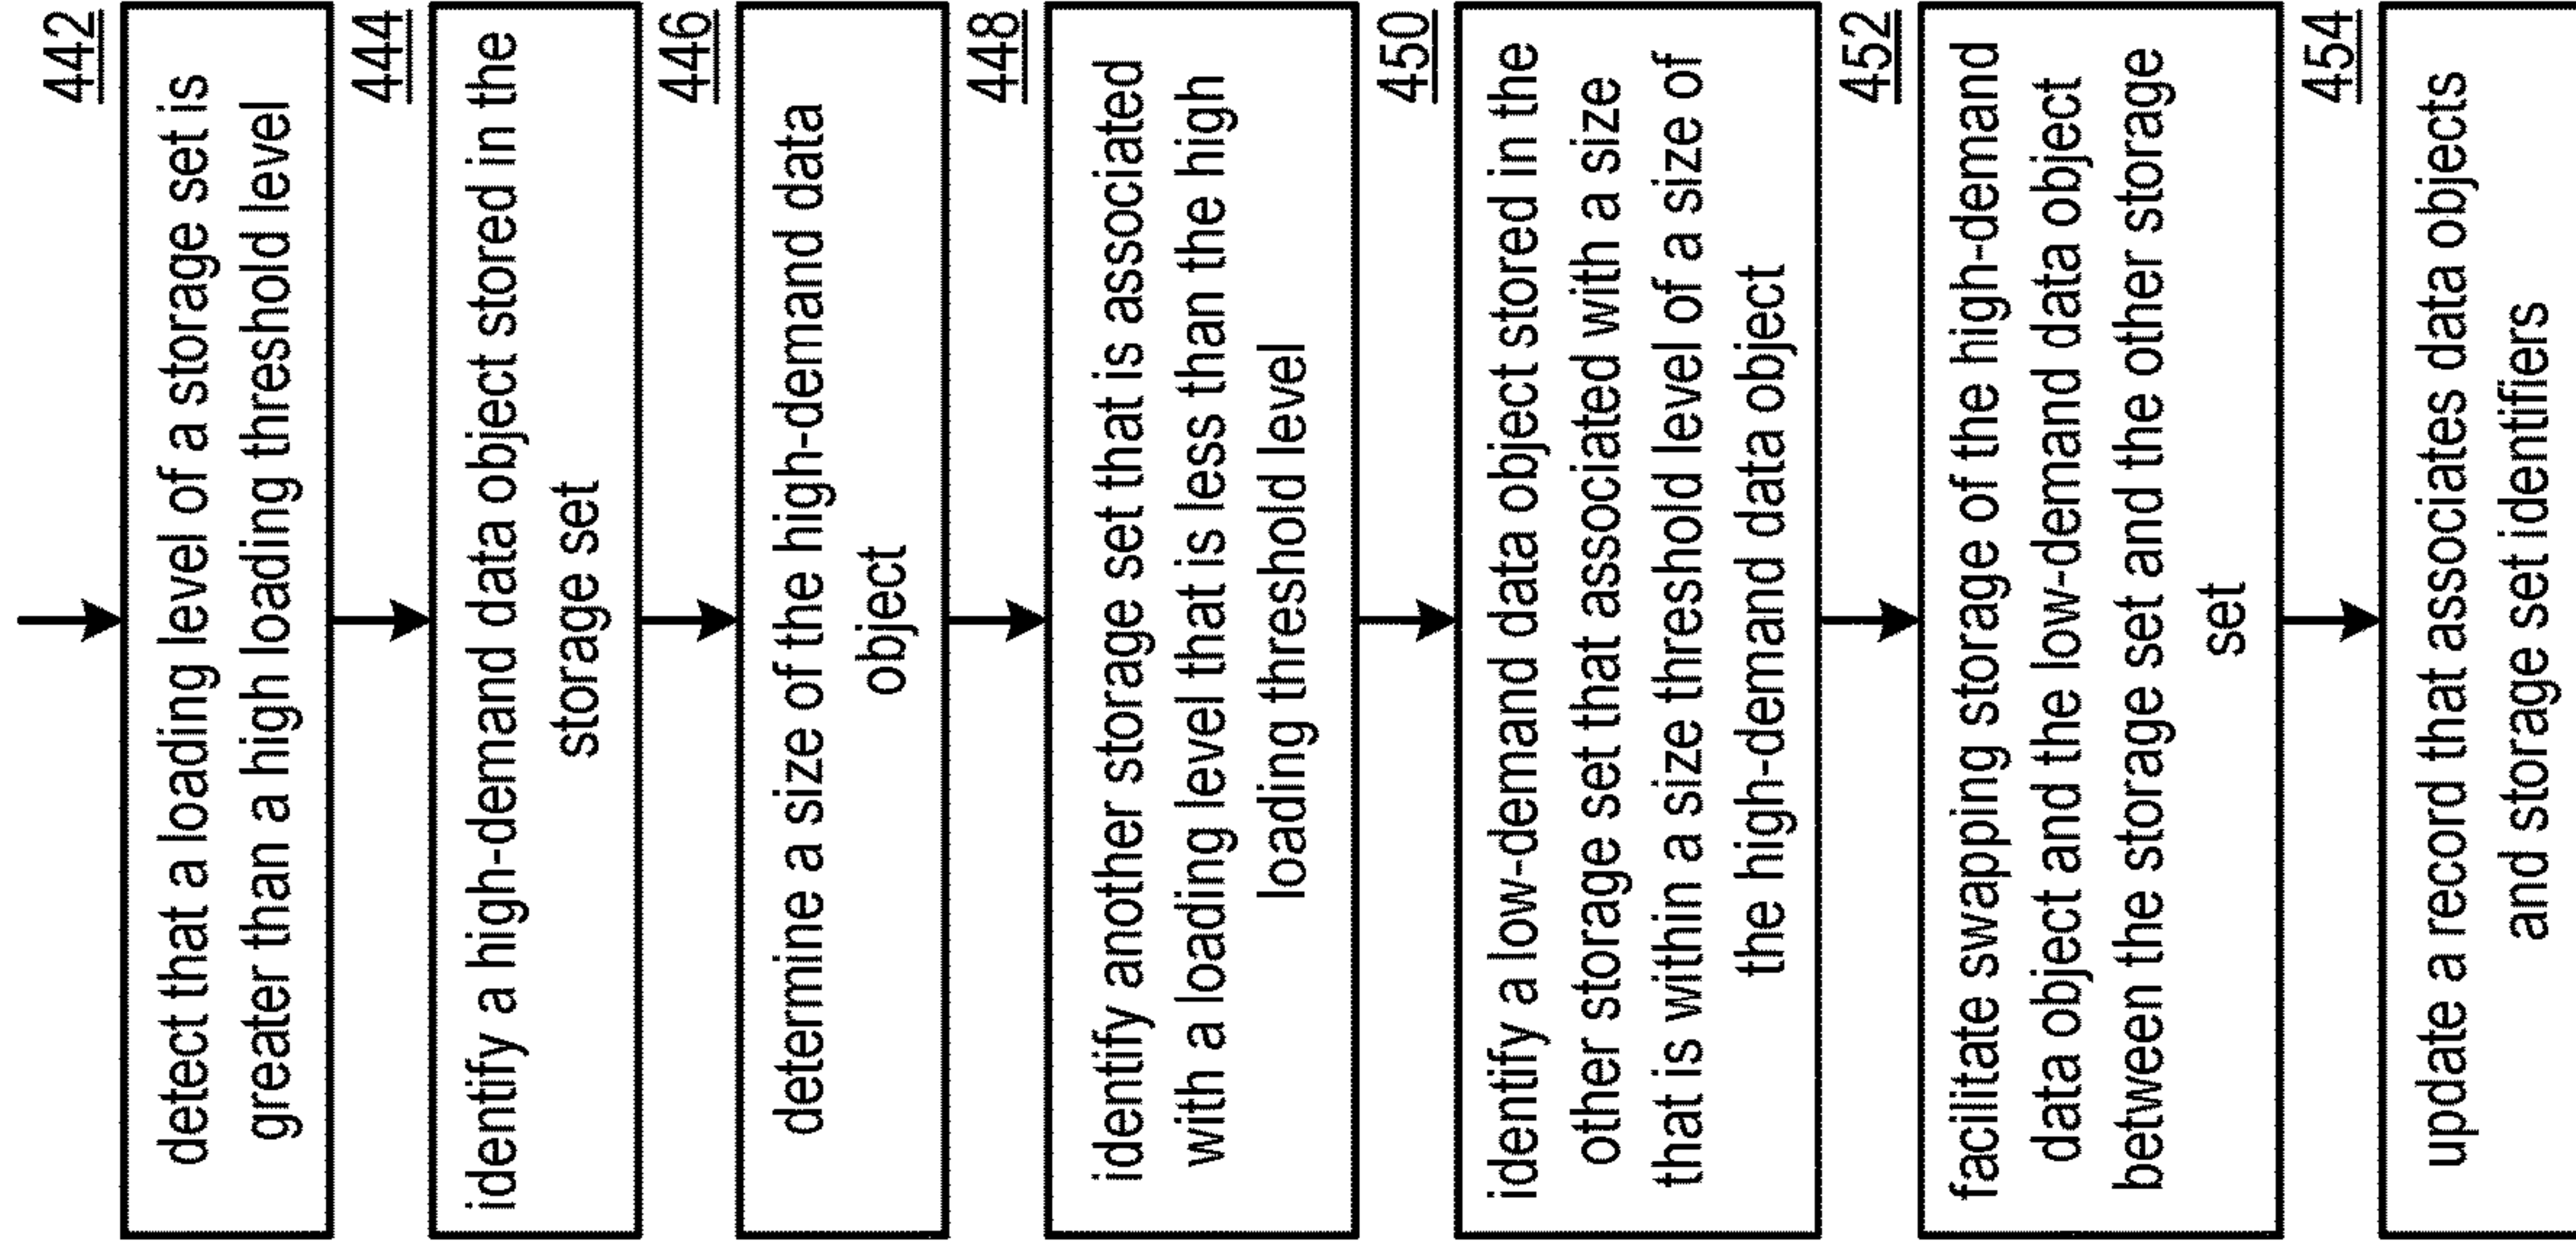 442
detect that a loading level of a storage set is
greater than a high loading threshold level
444
identify a high-demand data object stored in the
storage set
446
determine a size of the high-demand data
object
448
identify another storage set that is associated
with a loading level that is less than the high
loading threshold level
450
identify a low-demand data object stored in the
other storage set that associated with a size
that is within a size threshold level of a size of
the high-demand data object
452
facilitate swapping storage of the high-demand
data object and the low-demand data object
between the storage set and the other storage
set
454
update a record that associates data objects
and storage set identifiers